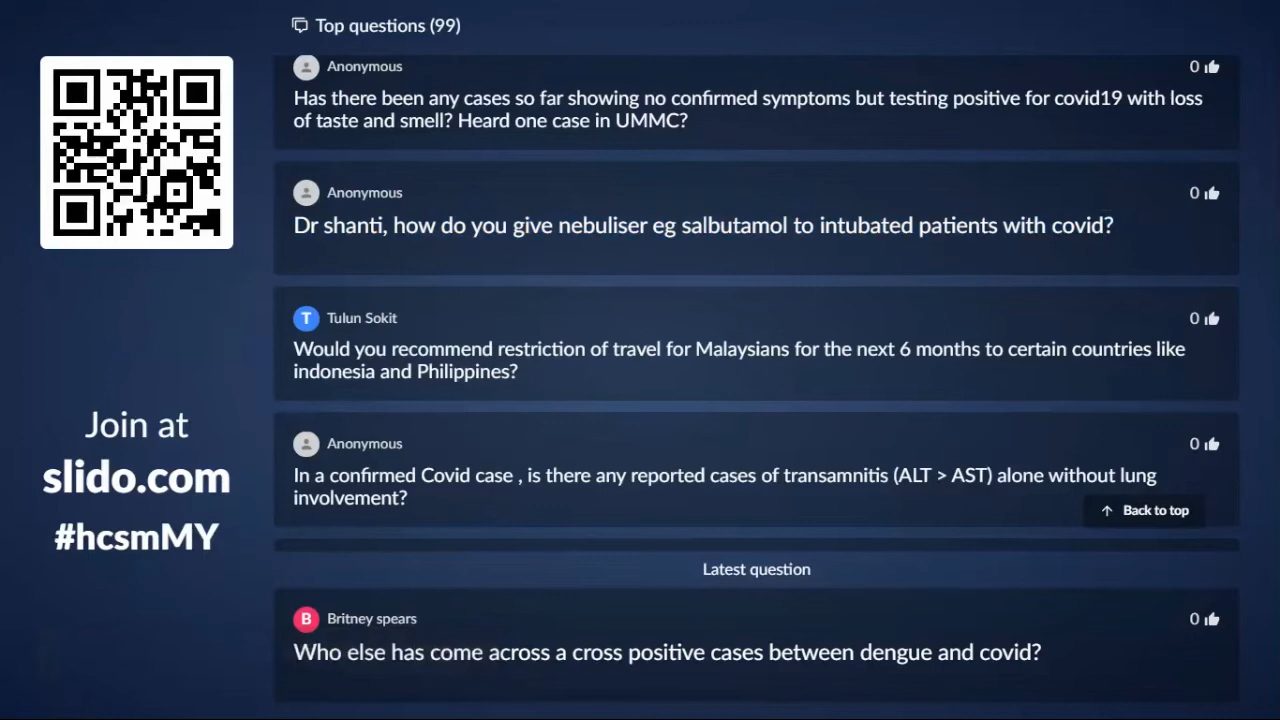 Top questions (99)
Anonymous
0
Has there been any cases so far showing no confirmed symptoms but testing positive for covid19 with loss
of taste and smell? Heard one case in UMMC?
Anonymous
0
Dr shanti, how do you give nebuliser eg salbutamol to intubated patients with covid?
T
Tulun Sokit
0
Would you recommend restriction of travel for Malaysians for the next 6 months to certain countries like
indonesia and Philippines?
Anonymous
0
In a confirmed Covid case , is there any reported cases of transamnitis (ALT > AST) alone without lung
involvement?
↑ Back to top
Latest question
B
Britney spears
0
Who else has come across a cross positive cases between dengue and covid?
Join at
slido.com
#hcsmMY